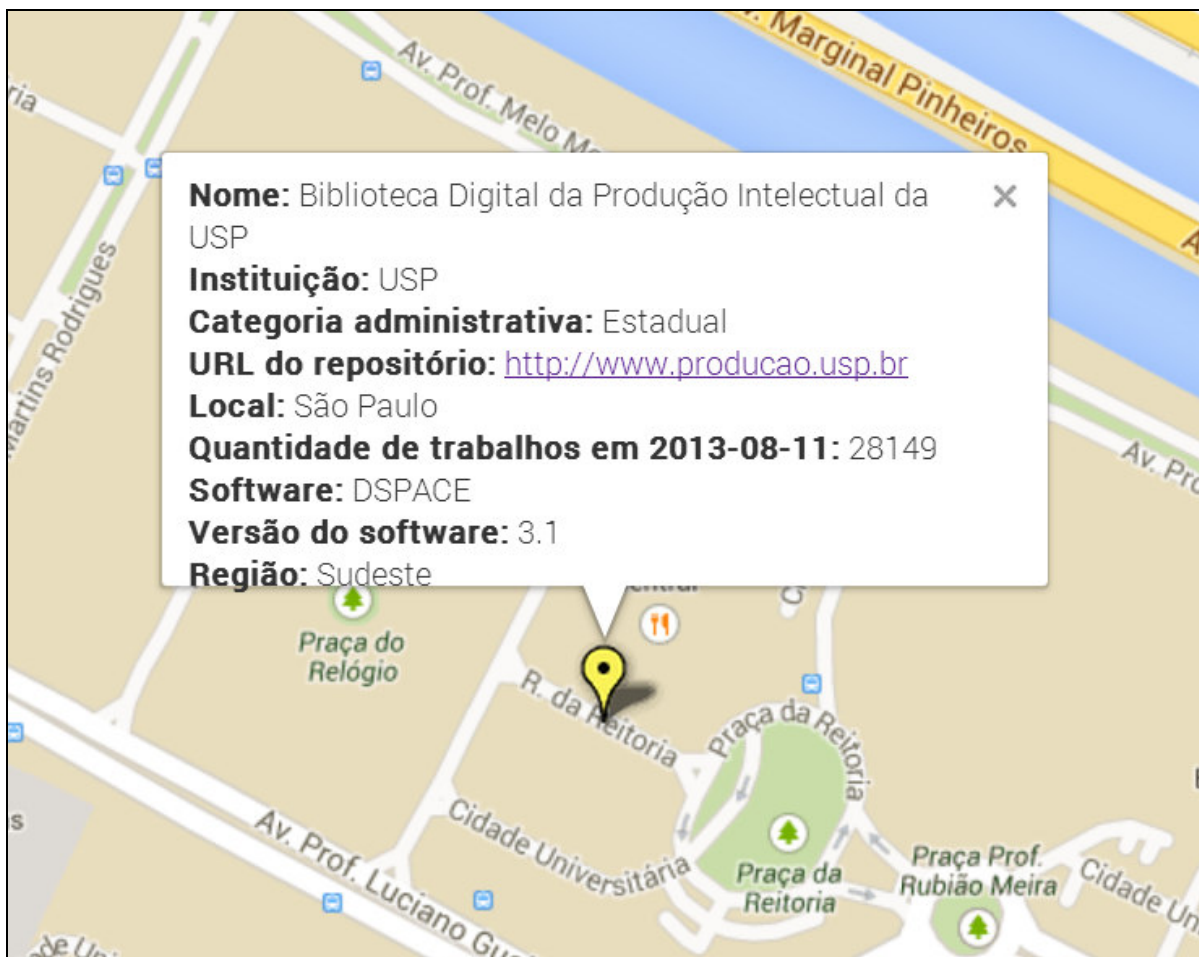 Av. Marginal Pinheiros
Av. Prof. Melo
ria
Nome: Biblioteca Digital da Produção Intelectual da
USP
Instituição: USP
Categoria administrativa: Estadual
URL do repositório: http://www.producao.usp.br
Local: São Paulo
Quantidade de trabalhos em 2013-08-11: 28149
Software: DSPACE
Versão do software: 3.1
Região: Sudeste
Martins Rodrigues
Av. Pro
Praça do
Relógio
R. da Reitoria
Praça da Reitoria
Cidade Universitária
Av. Prof. Luciano Gu
Praça da
Reitoria
Praça Prof.
Rubião Meira
Cidade Un